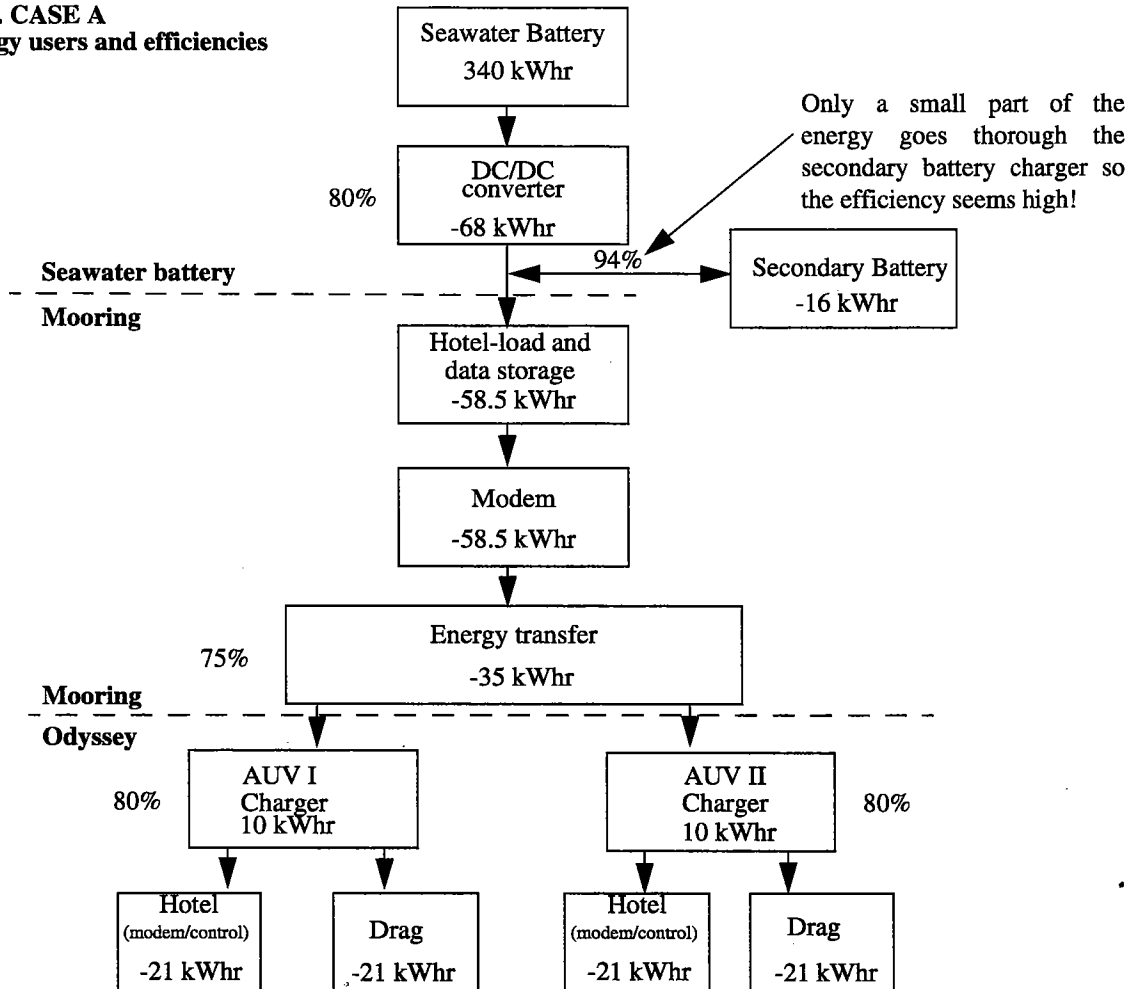 . CASE A
gy users and efficiencies
Seawater Battery
340 kWhr
Only a small part of the
energy goes thorough the
secondary battery charger so
the efficiency seems high!
DC/DC
converter
-68 kWhr
80%
94%
Secondary Battery
-16 kWhr
Seawater battery
Mooring
Hotel-load and
data storage
-58.5 kWhr
Modem
-58.5 kWhr
Energy transfer
-35 kWhr
75%
Mooring
Odyssey
80%
AUV I
Charger
10 kWhr
AUV II
Charger
10 kWhr
80%
Hotel
(modem/control)
-21 kWhr
Drag
-21 kWhr
Hotel
(modem/control)
-21 kWhr
Drag
-21 kWhr